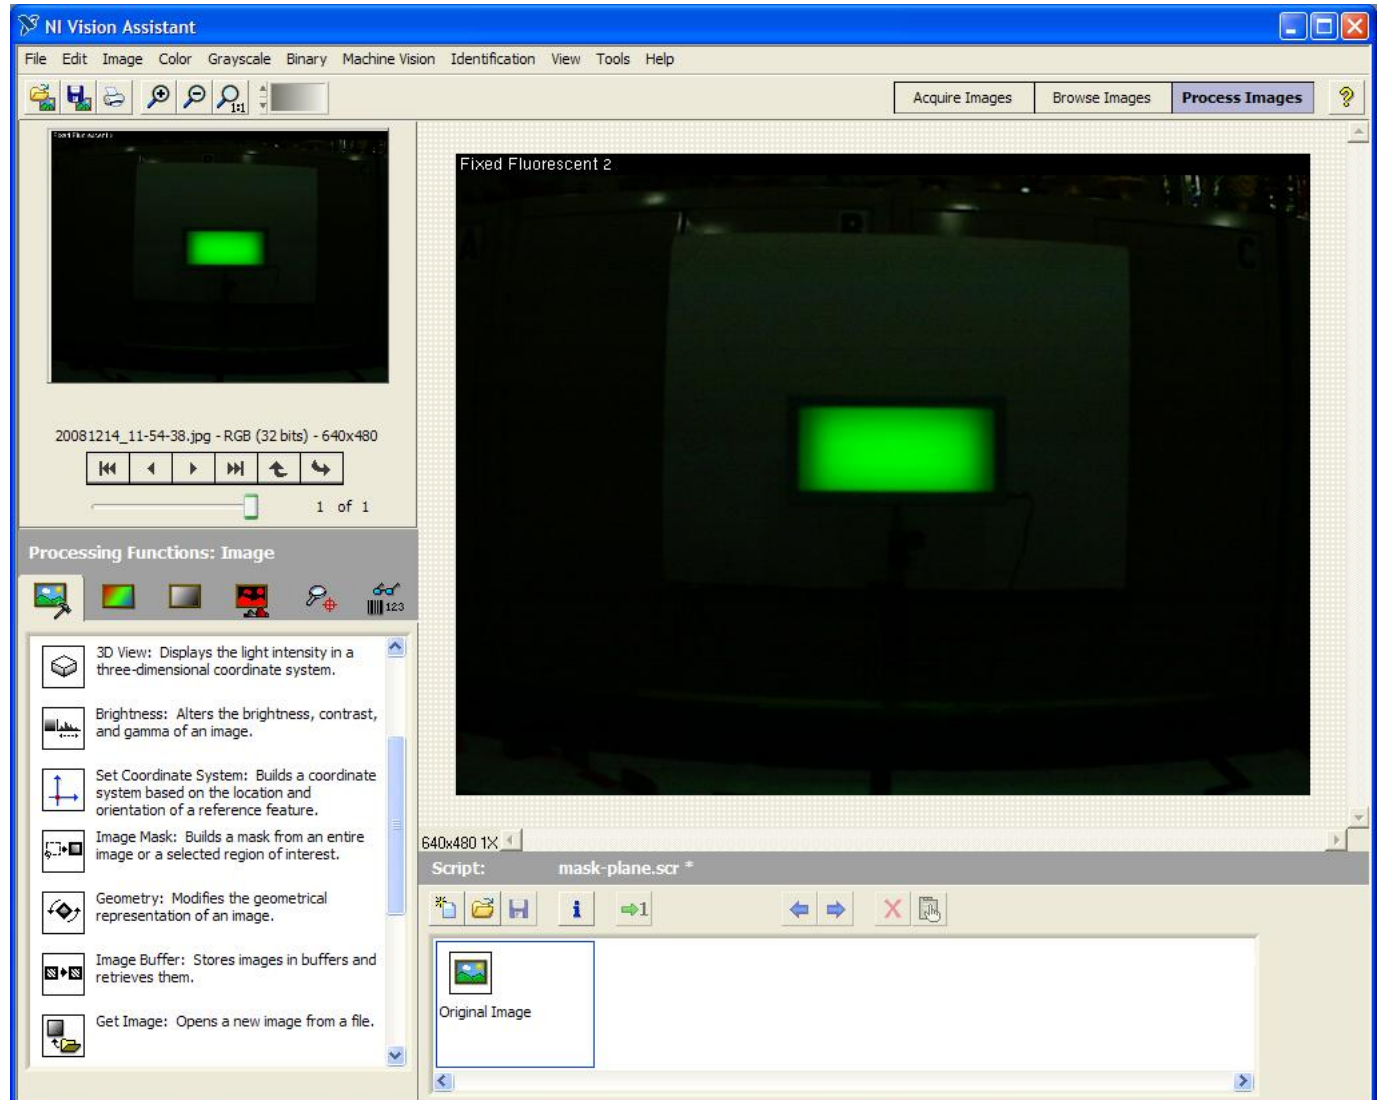 NI Vision Assistant
File Edit Image Color Grayscale Binary Machine Vision Identification View Tools Help
1:1
Acquire Images Browse Images Process Images ?
Fixed Fluorescent 2
Fixed Fluorescent 2
A B C
20081214_11-54-38.jpg - RGB (32 bits) - 640x480
1 of 1
Processing Functions: Image
123
3D View: Displays the light intensity in a
three-dimensional coordinate system.
Brightness: Alters the brightness, contrast,
and gamma of an image.
Set Coordinate System: Builds a coordinate
system based on the location and
orientation of a reference feature.
Image Mask: Builds a mask from an entire
image or a selected region of interest.
Geometry: Modifies the geometrical
representation of an image.
Image Buffer: Stores images in buffers and
retrieves them.
Get Image: Opens a new image from a file.
640x480 1X
Script: mask-plane.scr *
i
1
Original Image